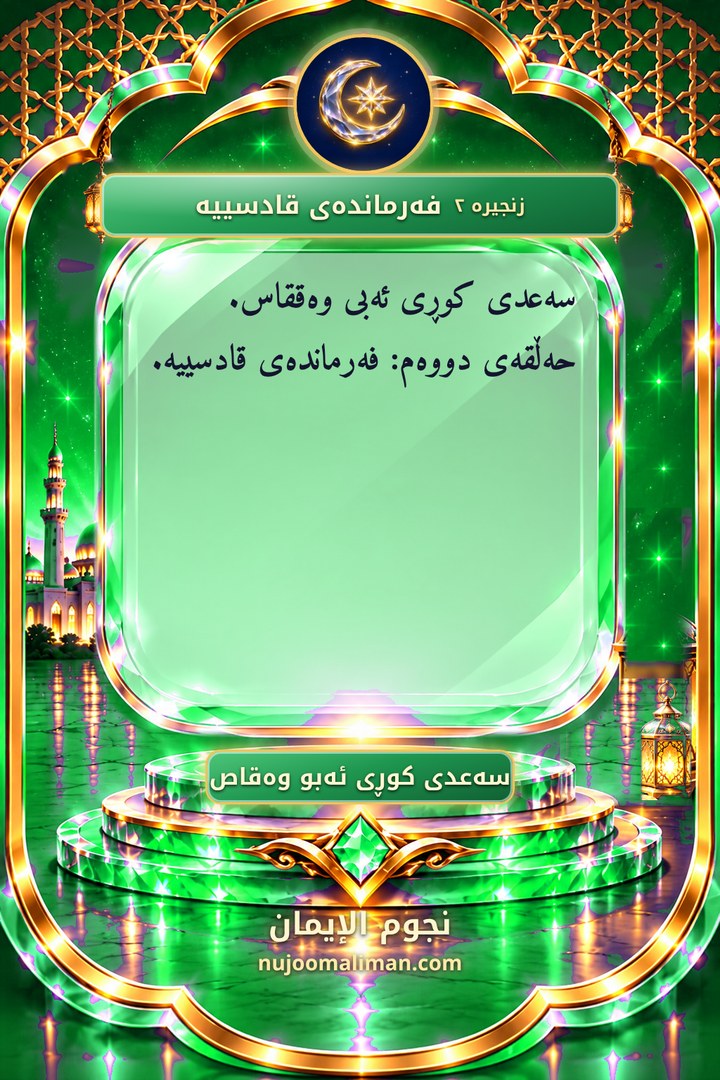 زنجیرە ٢ فەرماندەی قادسییە
سەعدی کوڕی ئەبی وەققاس.
حەڵقەی دووەم: فەرماندەی قادسییە.
سەعدی کوڕی ئەبو وەقاص
نجوم الإيمان
nujoomaliman.com